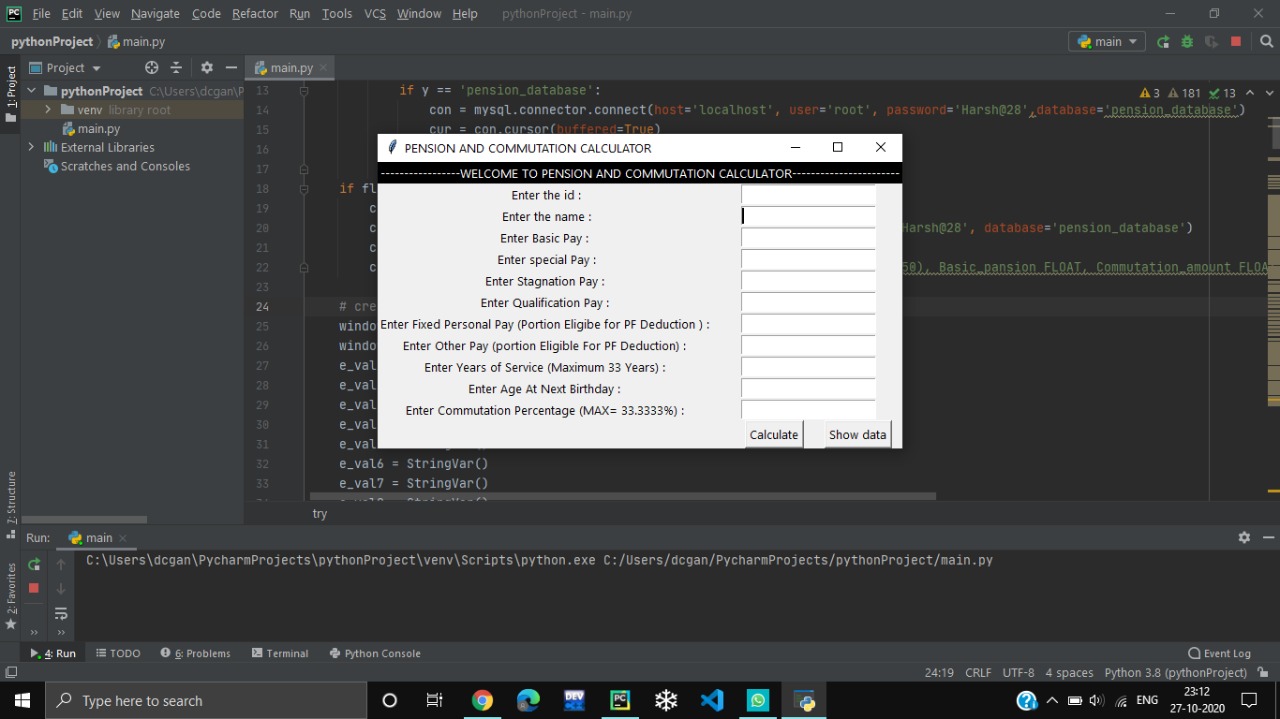 PC File Edit View Navigate Code Refactor Run Tools VCS Window Help pythonProject - main.py
pythonProject main.py main
1: Project
Project
main.py
pythonProject C:\Users\dcgan\P
venv library root
main.py
External Libraries
Scratches and Consoles
3 181 13
13 if y == 'pension_database':
14 con = mysql.connector.connect(host='localhost', user='root', password='Harsh@28',database='pension_database')
15 cur = con.cursor(buffered=True)
16
17
18 if fl
19 c
20 c Harsh@28', database='pension_database')
21 c
22 c 50), Basic_pansion FLOAT, Commutation_amount FLOA
23
24 # cre
25 windo
26 windo
27 e_val
28 e_val
29 e_val
30 e_val
31 e_val
32 e_val6 = StringVar()
33 e_val7 = StringVar()
try
PENSION AND COMMUTATION CALCULATOR
-----------------WELCOME TO PENSION AND COMMUTATION CALCULATOR-----------------------
Enter the id :
Enter the name :
Enter Basic Pay :
Enter special Pay :
Enter Stagnation Pay :
Enter Qualification Pay :
Enter Fixed Personal Pay (Portion Eligibe for PF Deduction ) :
Enter Other Pay (portion Eligible For PF Deduction) :
Enter Years of Service (Maximum 33 Years) :
Enter Age At Next Birthday :
Enter Commutation Percentage (MAX= 33.3333%) :
Calculate Show data
Z: Structure
2: Favorites
Run: main
C:\Users\dcgan\PycharmProjects\pythonProject\venv\Scripts\python.exe C:/Users/dcgan/PycharmProjects/pythonProject/main.py
4: Run TODO 6: Problems Terminal Python Console Event Log
24:19 CRLF UTF-8 4 spaces Python 3.8 (pythonProject)
Type here to search
DEV
PC
ENG
23:12
27-10-2020